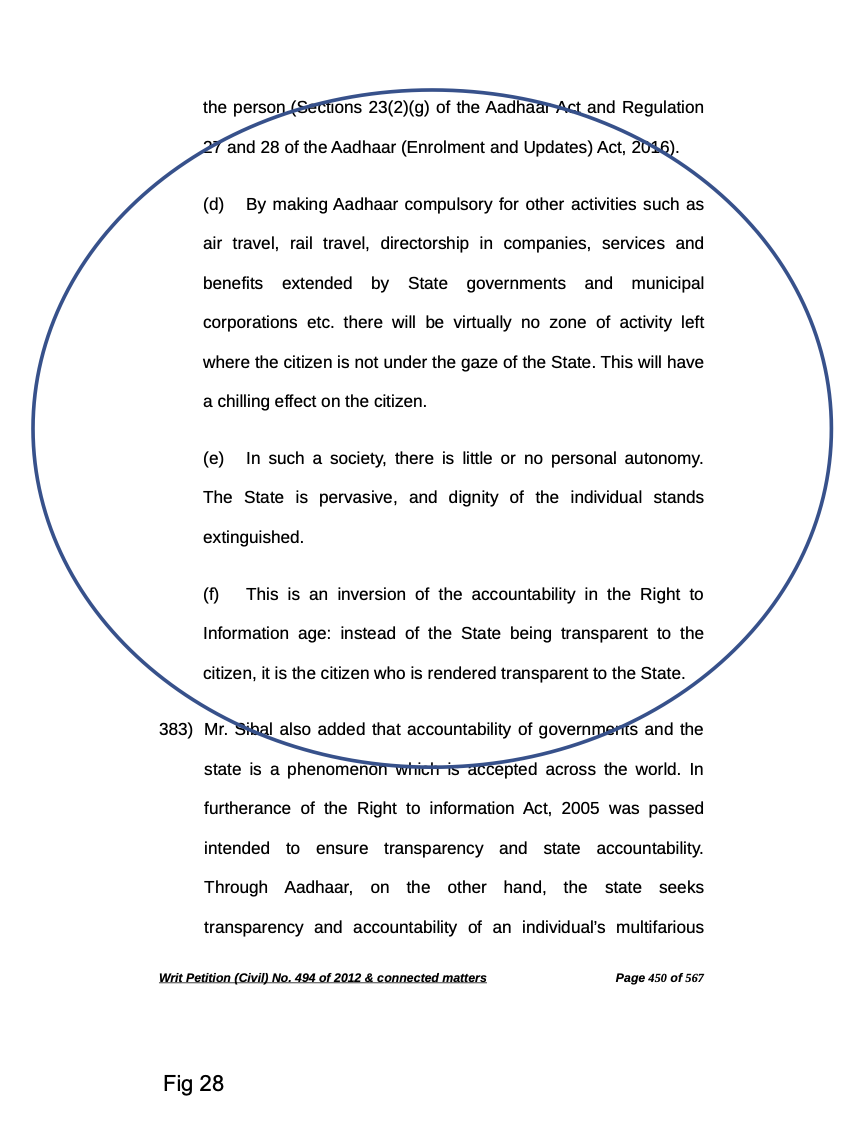 the person (Sections 23(2)(g) of the Aadhaar Act and Regulation
27 and 28 of the Aadhaar (Enrolment and Updates) Act, 2016).
(d) By making Aadhaar compulsory for other activities such as
air travel, rail travel, directorship in companies, services and
benefits extended by State governments and municipal
corporations etc. there will be virtually no zone of activity left
where the citizen is not under the gaze of the State. This will have
a chilling effect on the citizen.
(e) In such a society, there is little or no personal autonomy.
The State is pervasive, and dignity of the individual stands
extinguished.
(f) This is an inversion of the accountability in the Right to
Information age: instead of the State being transparent to the
citizen, it is the citizen who is rendered transparent to the State.
383) Mr. Sibal also added that accountability of governments and the
state is a phenomenon which is accepted across the world. In
furtherance of the Right to information Act, 2005 was passed
intended to ensure transparency and state accountability.
Through Aadhaar, on the other hand, the state seeks
transparency and accountability of an individual’s multifarious
Writ Petition (Civil) No. 494 of 2012 & connected matters Page 450 of 567
Fig 28